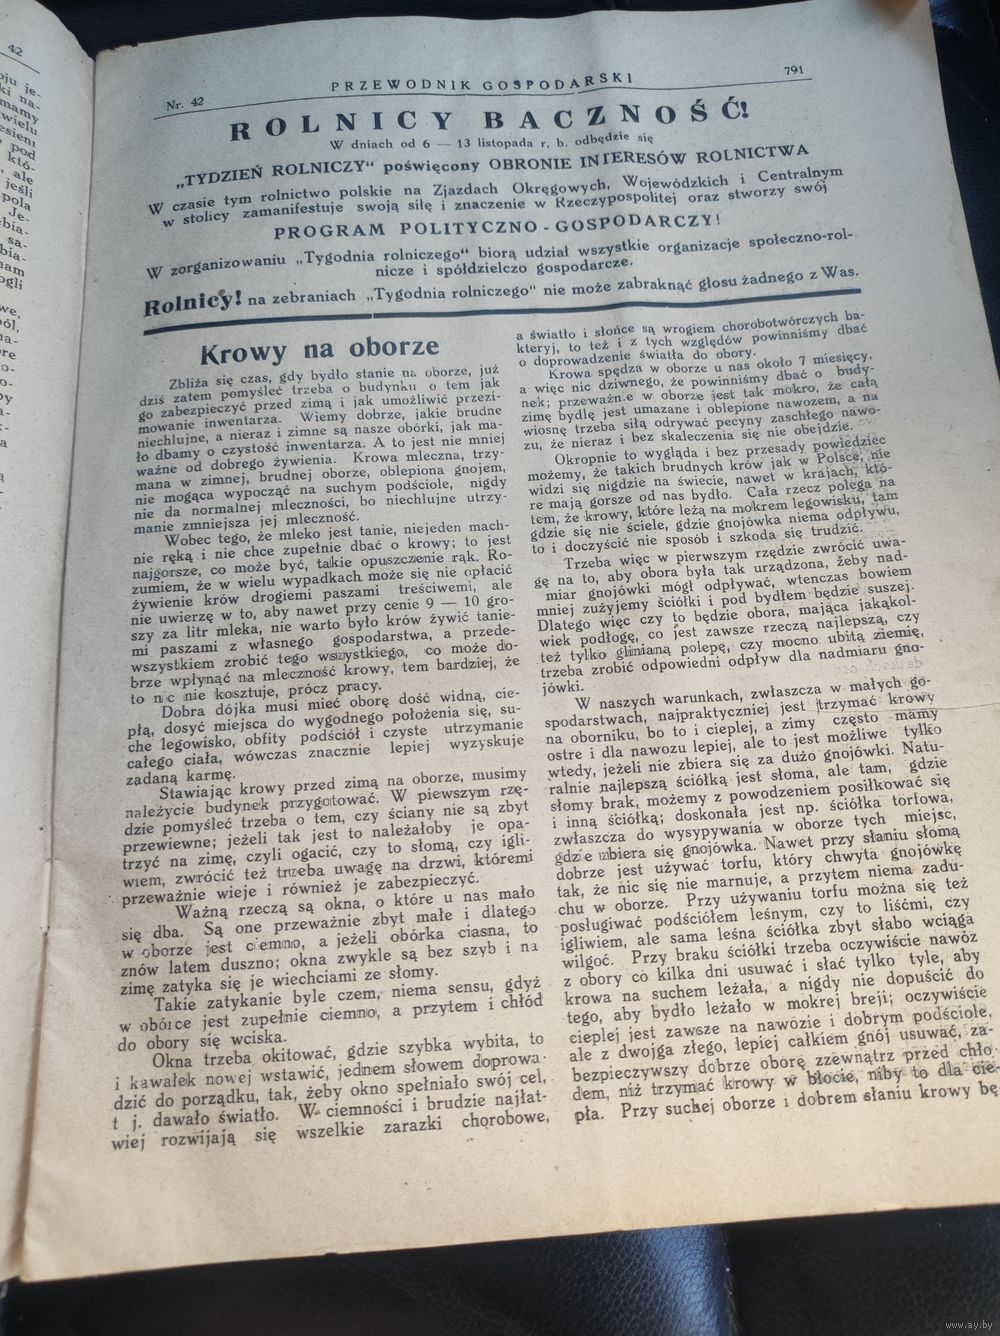 42
Nr. 42
PRZEWODNIK GOSPODARSKI
791
ROLNICY BACZNOŚĆ!
W dniach od 6 — 13 listopada r. b. odbędzie się
„TYDZIEŃ ROLNICZY“ poświęcony OBRONIE INTERESÓW ROLNICTWA
W czasie tym rolnictwo polskie na Zjazdach Okręgowych, Wojewódzkich i Centralnym
w stolicy zamanifestuje swoją siłę i znaczenie w Rzeczypospolitej oraz stworzy swój
PROGRAM POLITYCZNO-GOSPODARCZY!
W zorganizowaniu „Tygodnia rolniczego“ biorą udział wszystkie organizacje społeczno-rol-
nicze i spółdzielczo gospodarcze.
Rolnicy! na zebraniach „Tygodnia rolniczego“ nie może zabraknąć głosu żadnego z Was.
Krowy na oborze
Zbliża się czas, gdy bydło stanie na oborze, już
dziś zatem pomyśleć trzeba o budynku o tem jak
go zabezpieczyć przed zimą i jak umożliwić przezi-
mowanie inwentarza. Wiemy dobrze, jakie brudne
niechlujne, a nieraz i zimne są nasze obórki, jak ma-
ło dbamy o czystość inwentarza. A to jest nie mniej
ważne od dobrego żywienia. Krowa mleczna, trzy-
mana w zimnej, brudnej oborze, oblepiona gnojem,
nie mogąca wypocząć na suchym podściole, nigdy
nie da normalnej mleczności, bo niechlujne utrzy-
manie zmniejsza jej mleczność.
Wobec tego, że mleko jest tanie, niejeden mach-
nie ręką i nie chce zupełnie dbać o krowy; to jest
najgorsze, co może być, takie opuszczenie rąk. Ro-
zumiem, że w wielu wypadkach może się nie opłacić
żywienie krów drogiemi paszami treściwemi, ale
nie uwierzę w to, aby nawet przy cenie 9 — 10 gro-
szy za litr mleka, nie warto było krów żywić tanie-
mi paszami z własnego gospodarstwa, a przede-
wszystkiem zrobić tego wszystkiego, co może do-
brze wpłynąć na mleczność krowy, tem bardziej, że
to nic nie kosztuje, prócz pracy.
Dobra dójka musi mieć oborę dość widną, cie-
płą, dosyć miejsca do wygodnego położenia się, su-
che legowisko, obfity podściół i czyste utrzymanie
całego ciała, wówczas znacznie lepiej wyzyskuje
zadaną karmę.
Stawiając krowy przed zimą na oborze, musimy
należycie budynek przygotować. W piewszym rzę-
dzie pomyśleć trzeba o tem, czy ściany nie są zbyt
przewiewne; jeżeli tak jest to należałoby je opa-
trzyć na zimę, czyli ogacić, czy to słomą, czy igli-
wiem, zwrócić też trzeba uwagę na drzwi, któremi
przeważnie wieje i również je zabezpieczyć.
Ważną rzeczą są okna, o które u nas mało
się dba. Są one przeważnie zbyt małe i dlatego
w oborze jest ciemno, a jeżeli obórka ciasna, to
znów latem duszno; okna zwykle są bez szyb i na
zimę zatyka się je wiechciami ze słomy.
Takie zatykanie byle czem, niema sensu, gdyż
w obórce jest zupełnie ciemno, a przytem i chłód
do obory się wciska.
Okna trzeba okitować, gdzie szybka wybita, to
i kawałek nowej wstawić, jednem słowem doprowa-
dzić do porządku, tak, żeby okno spełniało swój cel,
t j. dawało światło. W ciemności i brudzie najłat-
wiej rozwijają się wszelkie zarazki chorobowe,
a światło i słońce są wrogiem chorobotwórczych ba-
kteryj, to też i z tych względów powinniśmy dbać
o doprowadzenie światła do obory.
Krowa spędza w oborze u nas około 7 miesięcy,
a więc nic dziwnego, że powinniśmy dbać o budy-
nek; przeważnie w oborze jest tak mokro, że całą
zimę bydlę jest umazane i oblepione nawozem, a na
wiosnę trzeba siłą odrywać pecyny zaschłego nawo-
zu, że nieraz i bez skaleczenia się nie obejdzie.
Okropnie to wygląda i bez przesady powiedzieć
możemy, że takich brudnych krów jak w Polsce, nie
widzi się nigdzie na świecie, nawet w krajach, któ-
re mają gorsze od nas bydło. Cała rzecz polega na
tem, że krowy, które leżą na mokrem legowisku, tam
gdzie się nie ściele, gdzie gnojówka niema odpływu,
to i doczyścić nie sposób i szkoda się trudzić.
Trzeba więc w pierwszym rzędzie zwrócić uwa-
gę na to, aby obora była tak urządzona, żeby nad-
miar gnojówki mógł odpływać, wtenczas bowiem
mniej zużyjemy ściółki i pod bydłem będzie suszej.
Dlatego więc czy to będzie obora, mająca jakąkol-
wiek podłogę, co jest zawsze rzeczą najlepszą, czy
też tylko glinianą polepę, czy mocno ubitą ziemię,
trzeba zrobić odpowiedni odpływ dla nadmiaru gno-
jówki.
W naszych warunkach, zwłaszcza w małych go-
spodarstwach, najpraktyczniej jest trzymać krowy
na oborniku, bo to i cieplej, a zimy często mamy
ostre i dla nawozu lepiej, ale to jest możliwe tylko
wtedy, jeżeli nie zbiera się za dużo gnojówki. Natu-
ralnie najlepszą ściółką jest słoma, ale tam, gdzie
słomy brak, możemy z powodzeniem posiłkować się
i inną ściółką; doskonała jest np. ściółka torfowa,
zwłaszcza do wysypywania w oborze tych miejsc,
gdzie zbiera się gnojówka. Nawet przy słaniu słomą
dobrze jest używać torfu, który chwyta gnojówkę
tak, że nic się nie marnuje, a przytem niema zadu-
chu w oborze. Przy używaniu torfu można się też
posługiwać podściółem leśnym, czy to liśćmi, czy
igliwiem, ale sama leśna ściółka zbyt słabo wciąga
wilgoć. Przy braku ściółki trzeba oczywiście nawóz
z obory co kilka dni usuwać i słać tylko tyle, aby
krowa na suchem leżała, a nigdy nie dopuścić do
tego, aby bydło leżało w mokrej breji; oczywiście
cieplej jest zawsze na nawozie i dobrym podściole,
ale z dwojga złego, lepiej całkiem gnój usuwać, za-
bezpieczywszy dobrze oborę zzewnątrz przed chło-
dem, niż trzymać krowy w błocie, niby to dla cie-
pła. Przy suchej oborze i dobrem słaniu krowy bę
www.ay.by